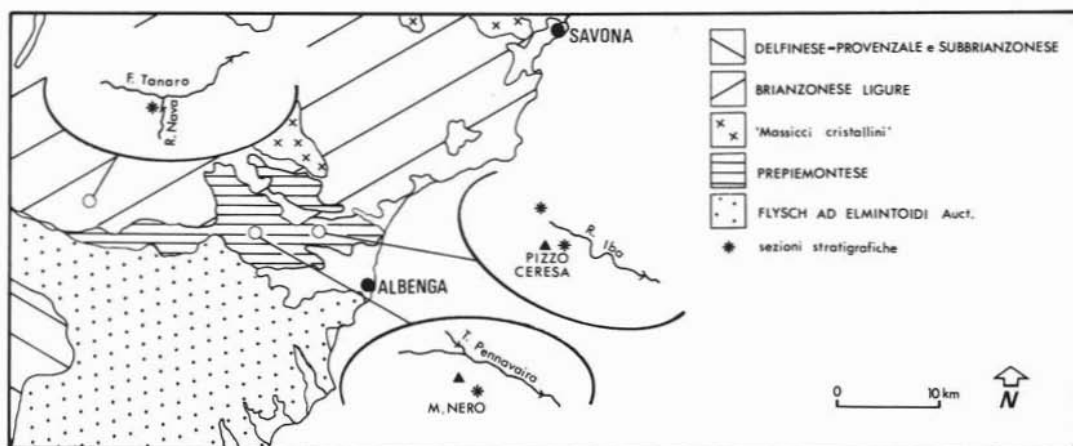 SAVONA
F. Tanaro
R. Nava
R. Iba
PIZZO
CERESA
ALBENGA
T. Pennavaira
M. NERO
DELFINESE-PROVENZALE e SUBBRIANZONESE
BRIANZONESE LIGURE
'Massicci cristallini'
PREPIEMONTESE
FLYSCH AD ELMINTOIDI Auct.
sezioni stratigrafiche
0 10 km
N